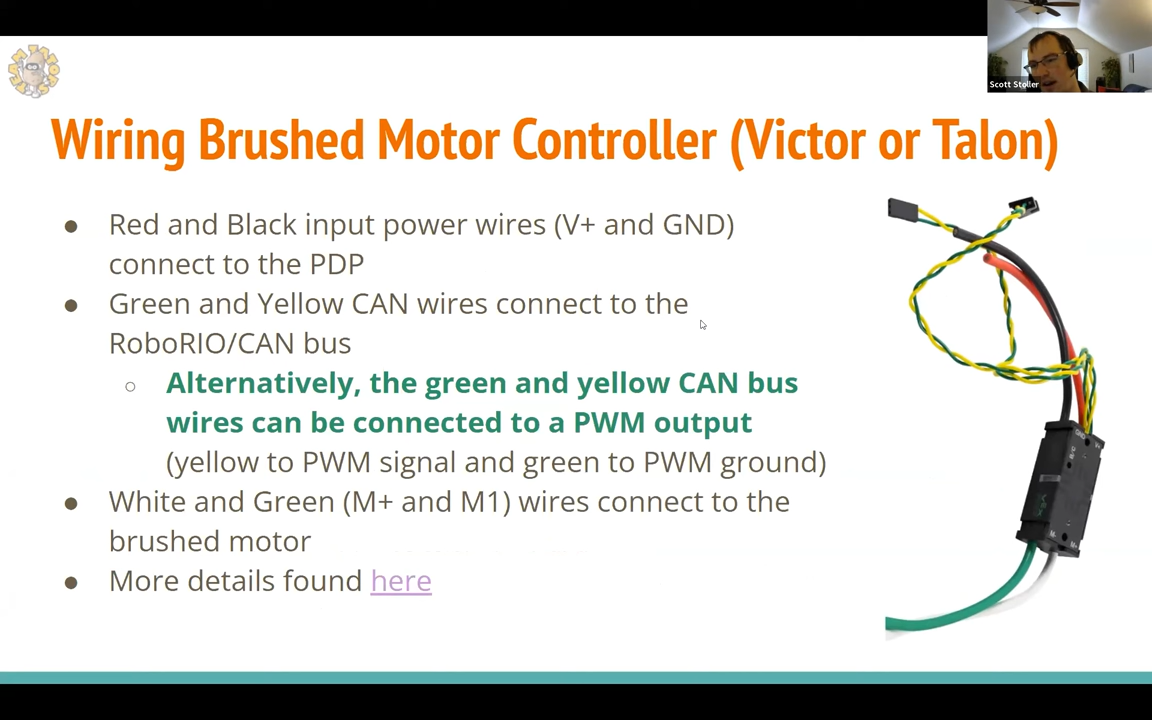 Scott Stoller
Wiring Brushed Motor Controller (Victor or Talon)
● Red and Black input power wires (V+ and GND)
connect to the PDP
● Green and Yellow CAN wires connect to the
RoboRIO/CAN bus
○ Alternatively, the green and yellow CAN bus
wires can be connected to a PWM output
(yellow to PWM signal and green to PWM ground)
● White and Green (M+ and M1) wires connect to the
brushed motor
● More details found here
V+
M-
M+